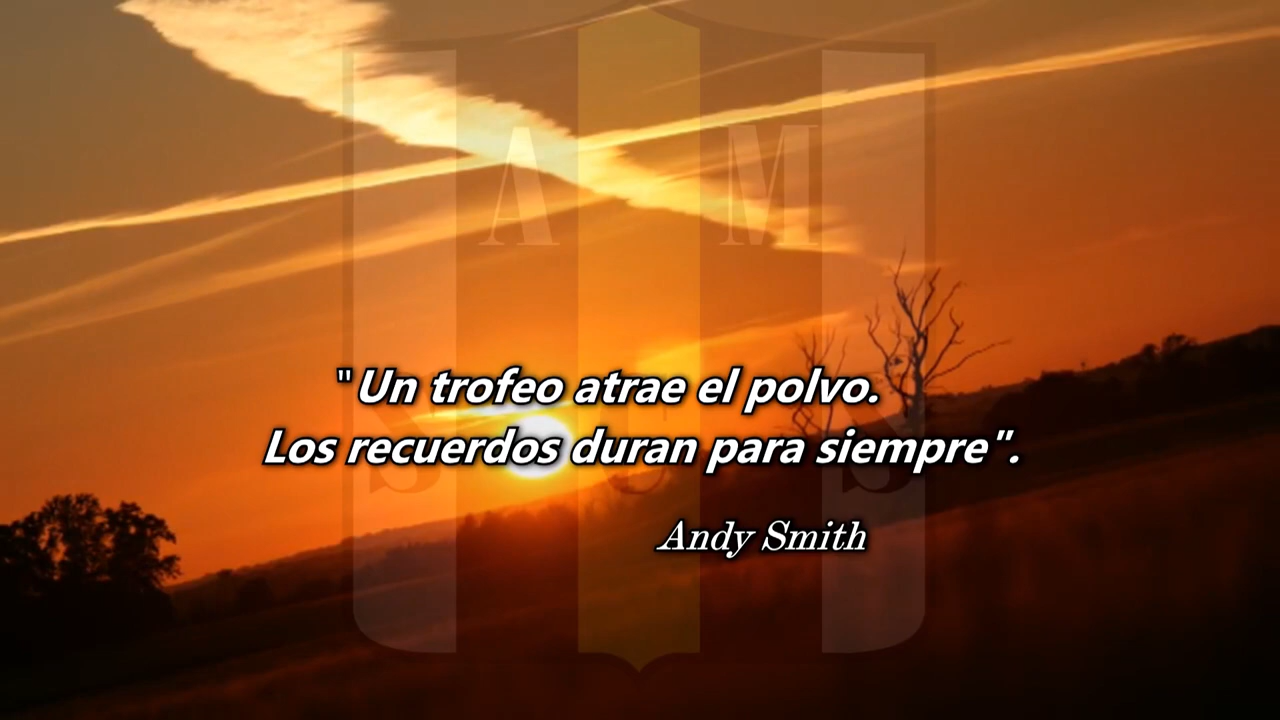 A M
"Un trofeo atrae el polvo.
Los recuerdos duran para siempre".
S C S
Andy Smith